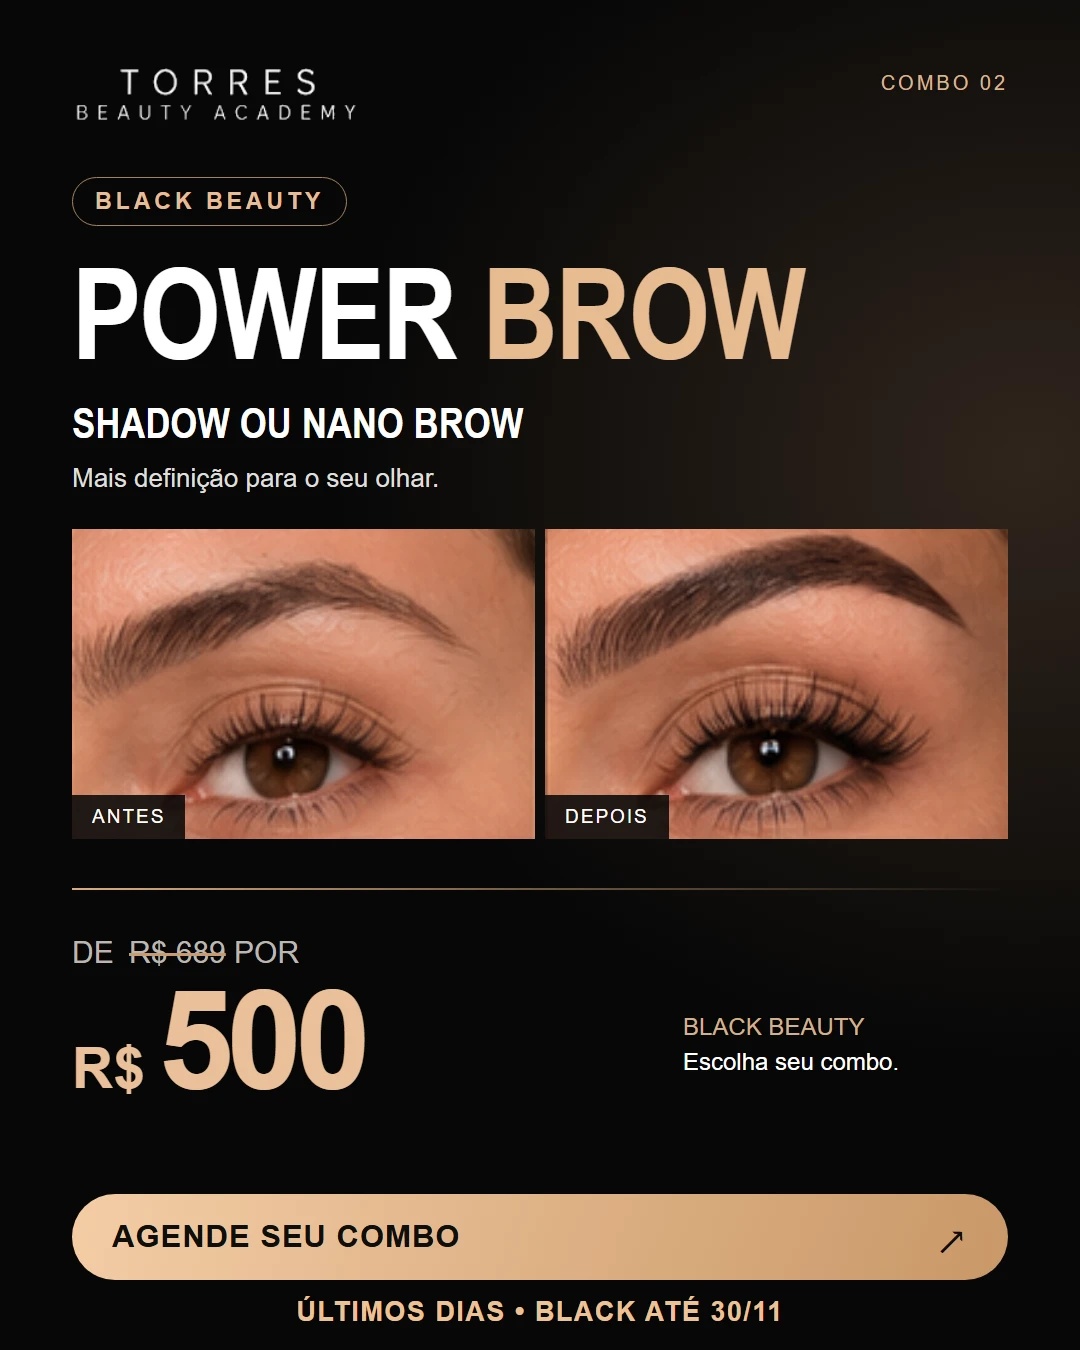 TORRES
BEAUTY ACADEMY
COMBO 02
BLACK BEAUTY
POWER BROW
SHADOW OU NANO BROW
Mais definição para o seu olhar.
ANTES
DEPOIS
DE R$ 689 POR
R$ 500
BLACK BEAUTY
Escolha seu combo.
AGENDE SEU COMBO ↗
ÚLTIMOS DIAS • BLACK ATÉ 30/11